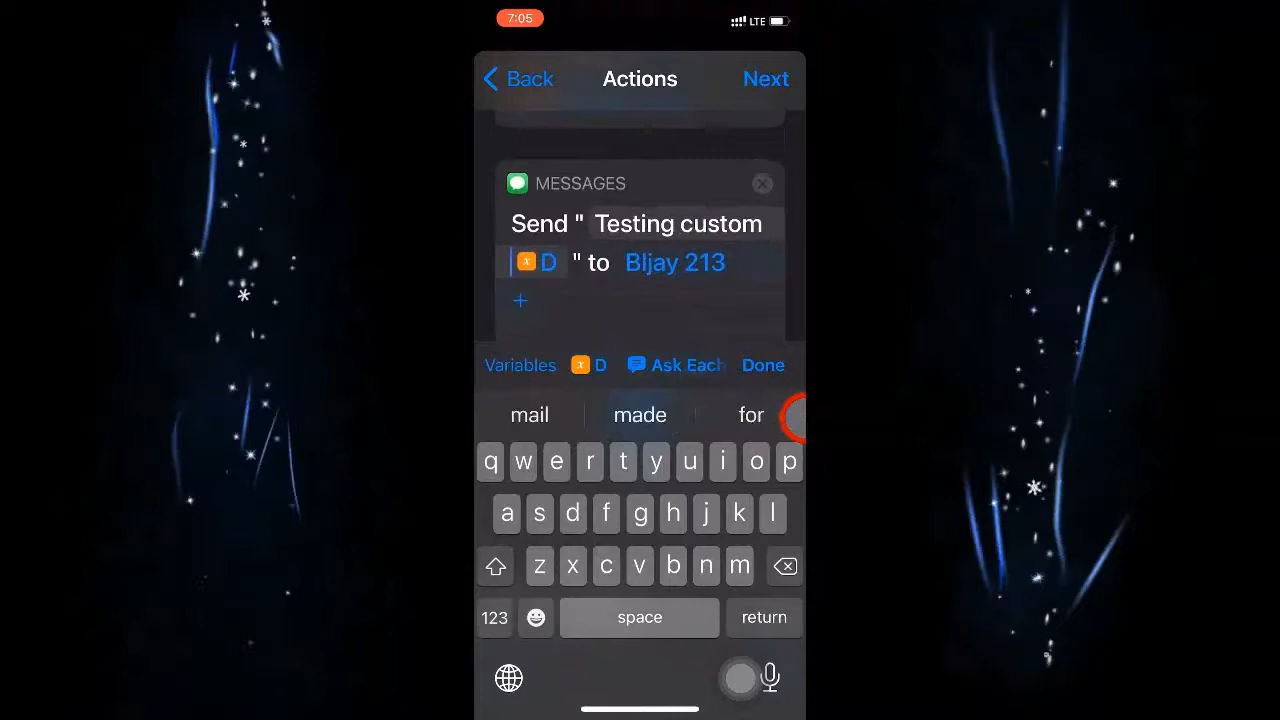 7:05
LTE
Back
Actions
Next
MESSAGES
Send " Testing custom
x D " to Bljay 213
+
Variables
x D
Ask Each
Done
mail
made
for
q w e r t y u i o p
a s d f g h j k l
z x c v b n m
123
space
return